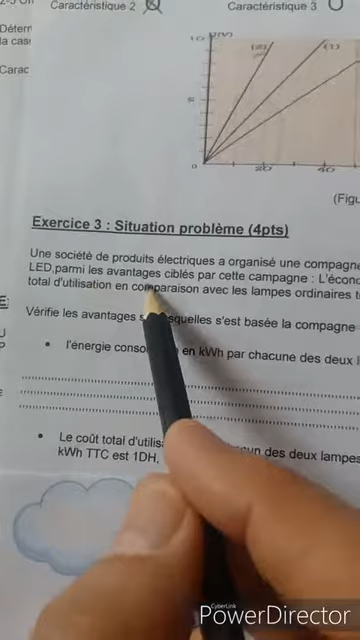 Caractéristique 2
Caractéristique 3
Déterm
la cas
Carac
(2)
(1)
0
20
40
(Figu
Exercice 3 : Situation problème (4pts)
Une société de produits électriques a organisé une compagne
LED,parmi les avantages ciblés par cette campagne : L'écono
total d'utilisation en comparaison avec les lampes ordinaires t
E:
Vérifie les avantages squelles s'est basée la compagne
• l'énergie conso en kWh par chacune des deux l
• Le coût total d'utilis un des deux lampes
kWh TTC est 1DH,
CyberLink
PowerDirector